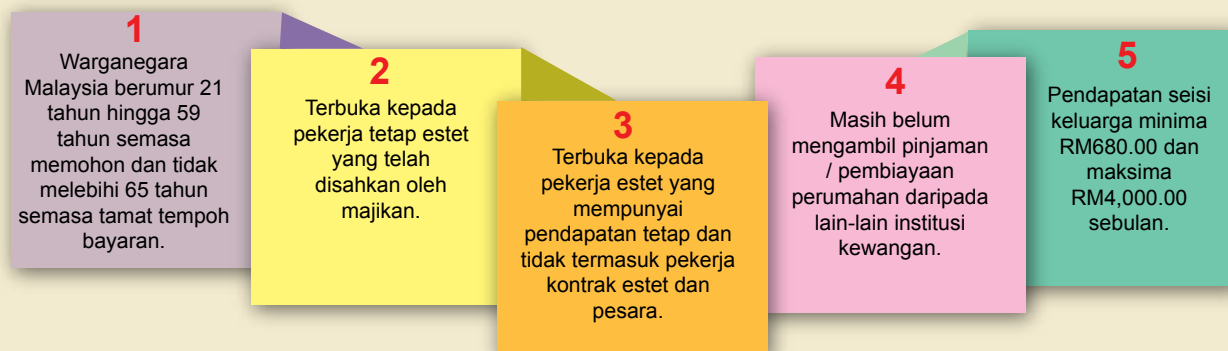 1
Warganegara
Malaysia berumur 21
tahun hingga 59
tahun semasa
memohon dan tidak
melebihi 65 tahun
semasa tamat tempoh
bayaran.
2
Terbuka kepada
pekerja tetap estet
yang telah
disahkan oleh
majikan.
3
Terbuka kepada
pekerja estet yang
mempunyai
pendapatan tetap dan
tidak termasuk pekerja
kontrak estet dan
pesara.
4
Masih belum
mengambil pinjaman
/ pembiayaan
perumahan daripada
lain-lain institusi
kewangan.
5
Pendapatan seisi
keluarga minima
RM680.00 dan
maksima
RM4,000.00
sebulan.